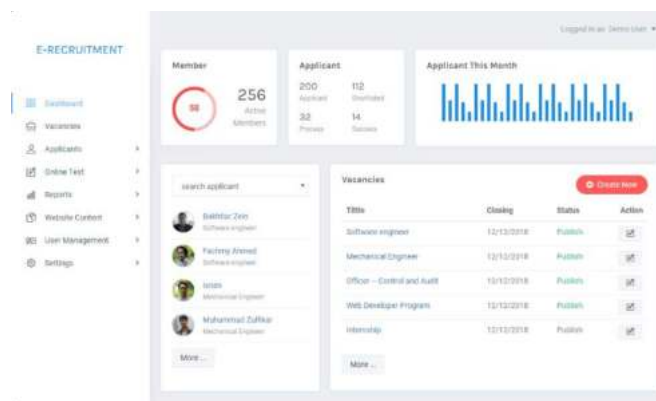 Logged in as: Demo User
E-RECRUITMENT
Dashboard
Vacancies
Applicants
Online Test
Reports
Website Content
User Management
Settings
Member
256
Active
Members
Applicant
200
112
Applicant
Shortlisted
32
14
Process
Success
Applicant This Month
search applicant
Bakhtiar Zein
Software engineer
Fachmy Ahmed
Software engineer
Mechanical Engineer
Muhammad Zulfikar
Mechanical Engineer
More ...
Vacancies
Create New
Tittle Closing Status Action
Software engineer 12/12/2018 Publish
Mechanical Engineer 12/12/2018 Publish
Officer – Control and Audit 12/12/2018 Publish
Web Developer Program 12/12/2018 Publish
Internship 12/12/2018 Publish
More ...